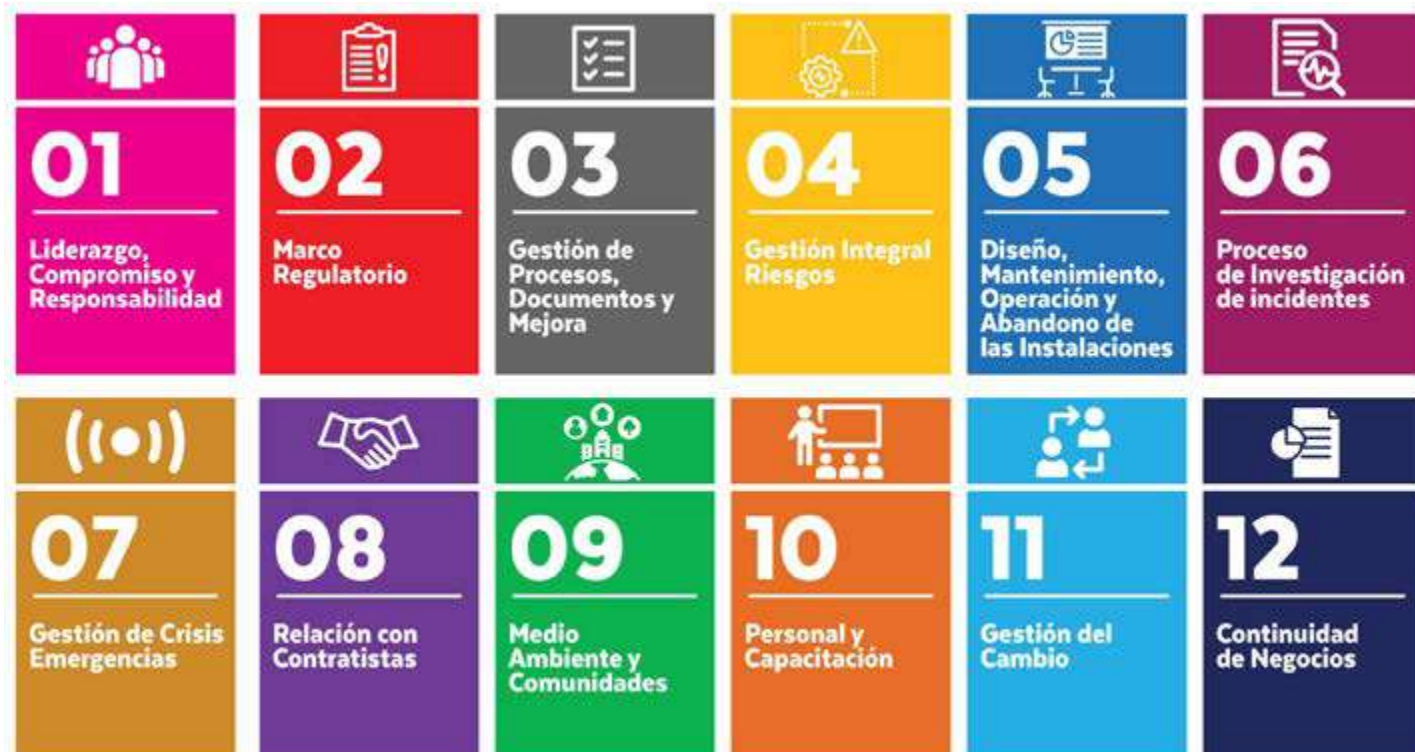 01
Liderazgo,
Compromiso y
Responsabilidad
02
Marco
Regulatorio
03
Gestión de
Procesos,
Documentos y
Mejora
04
Gestión Integral
Riesgos
05
Diseño,
Mantenimiento,
Operación y
Abandono de
las Instalaciones
06
Proceso
de Investigación
de incidentes
07
Gestión de Crisis
Emergencias
08
Relación con
Contratistas
09
Medio
Ambiente y
Comunidades
10
Personal y
Capacitación
11
Gestión del
Cambio
12
Continuidad
de Negocios